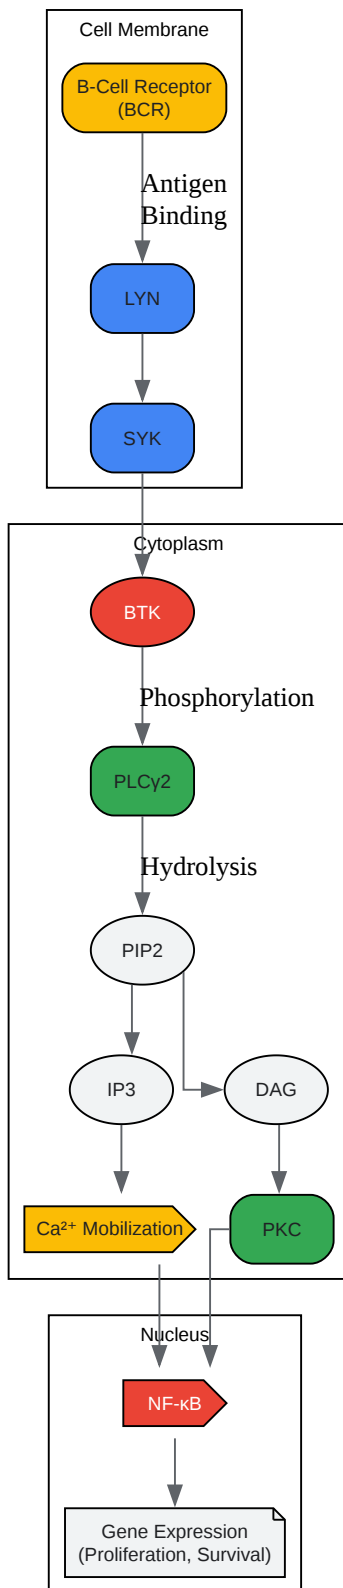 Cell Membrane
B-Cell Receptor
(BCR)
Antigen
Binding
LYN
SYK
Cytoplasm
BTK
Phosphorylation
PLCγ2
Hydrolysis
PIP2
IP3
DAG
Ca²⁺ Mobilization
PKC
Nucleus
NF-κB
Gene Expression
(Proliferation, Survival)